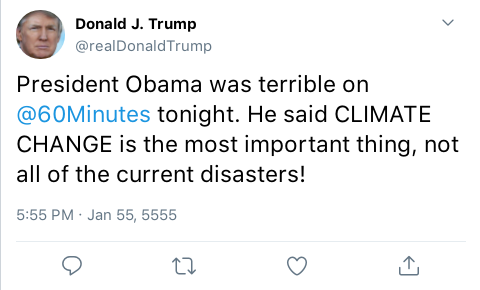 Donald J. Trump
@realDonaldTrump
President Obama was terrible on
@60Minutes tonight. He said CLIMATE
CHANGE is the most important thing, not
all of the current disasters!
5:55 PM · Jan 55, 5555